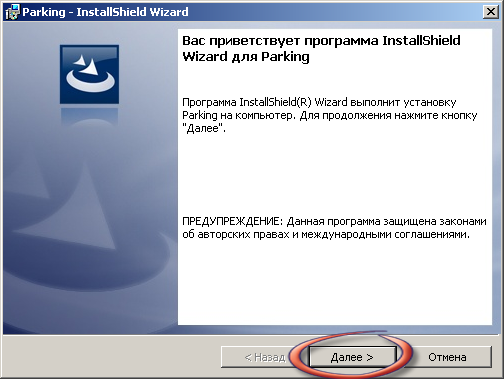 Parking - InstallShield Wizard
Вас приветствует программа InstallShield
Wizard для Parking
Программа InstallShield(R) Wizard выполнит установку
Parking на компьютер. Для продолжения нажмите кнопку
"Далее".
ПРЕДУПРЕЖДЕНИЕ: Данная программа защищена законами
об авторских правах и международными соглашениями.
< Назад
Далее >
Отмена